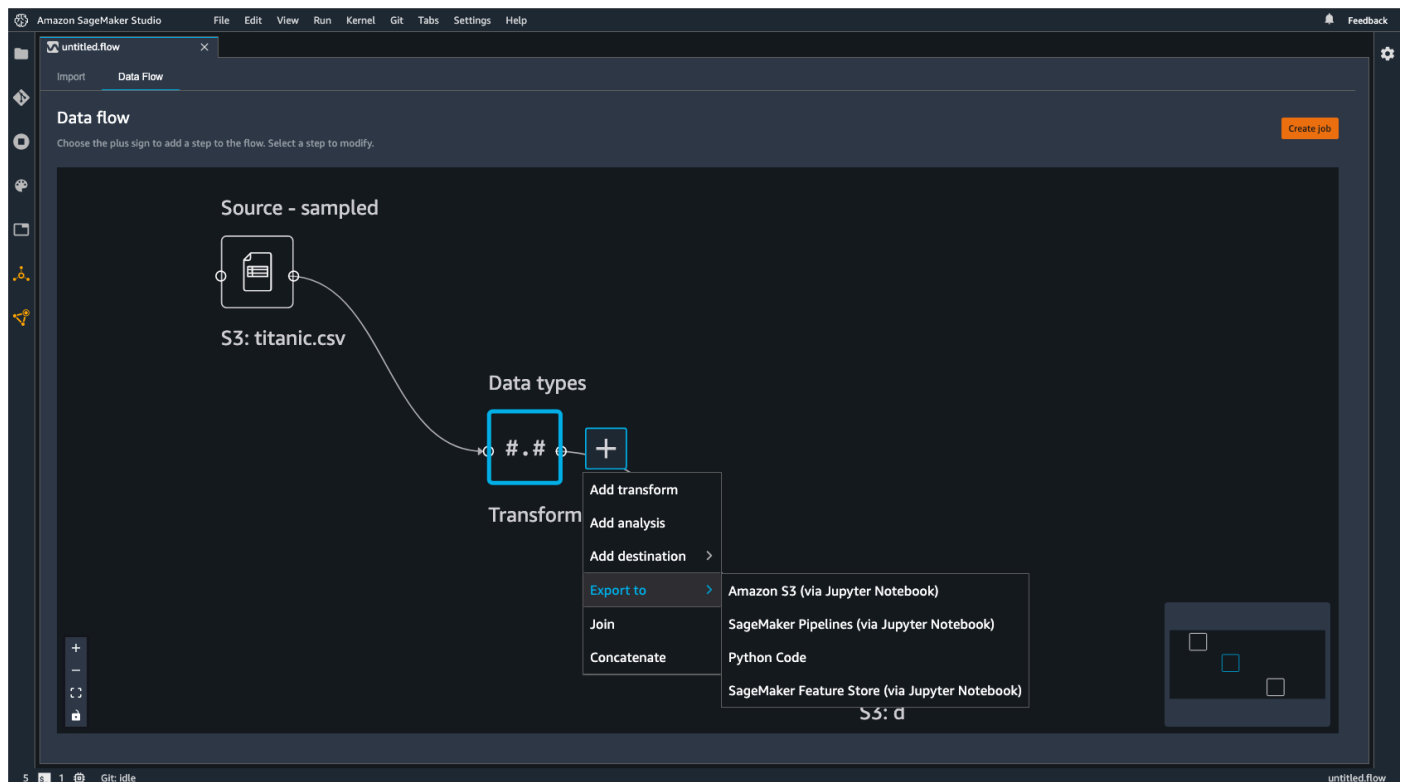 Amazon SageMaker Studio File Edit View Run Kernel Git Tabs Settings Help Feedback
untitled.flow
Import Data Flow
Data flow
Create job
Choose the plus sign to add a step to the flow. Select a step to modify.
Source - sampled
S3: titanic.csv
Data types
#.#
Transform
Add transform
Add analysis
Add destination
Export to
Join
Concatenate
Amazon S3 (via Jupyter Notebook)
SageMaker Pipelines (via Jupyter Notebook)
Python Code
SageMaker Feature Store (via Jupyter Notebook)
S3: d
5 s 1 Git: idle untitled.flow